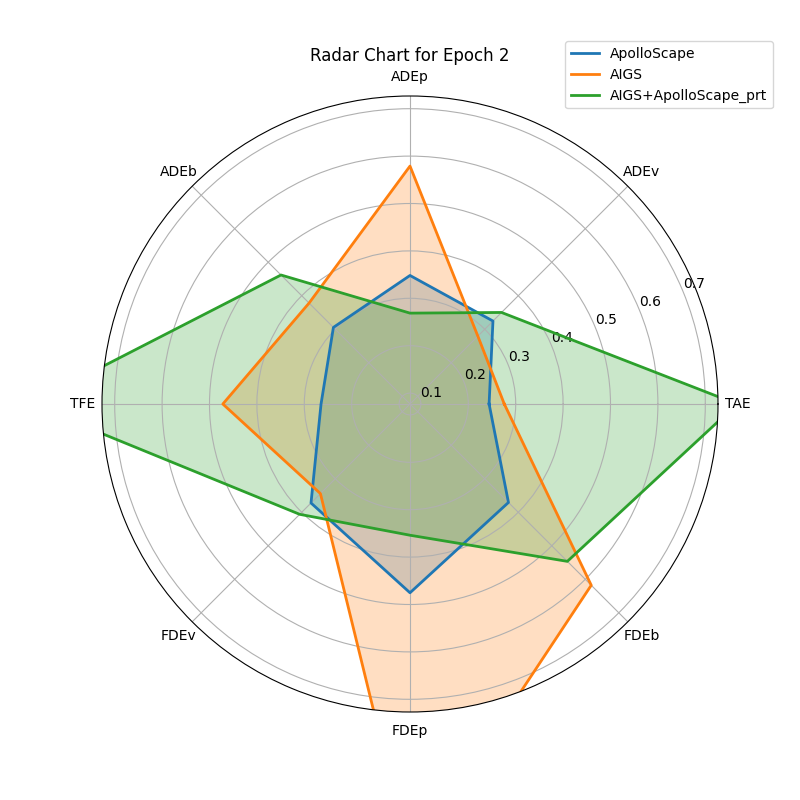 Radar Chart for Epoch 2
ApolloScape
AIGS
AIGS+ApolloScape_prt
ADEp
ADEb
ADEv
0.7
0.6
0.5
0.4
0.3
0.2
0.1
TFE
TAE
FDEv
FDEb
FDEp